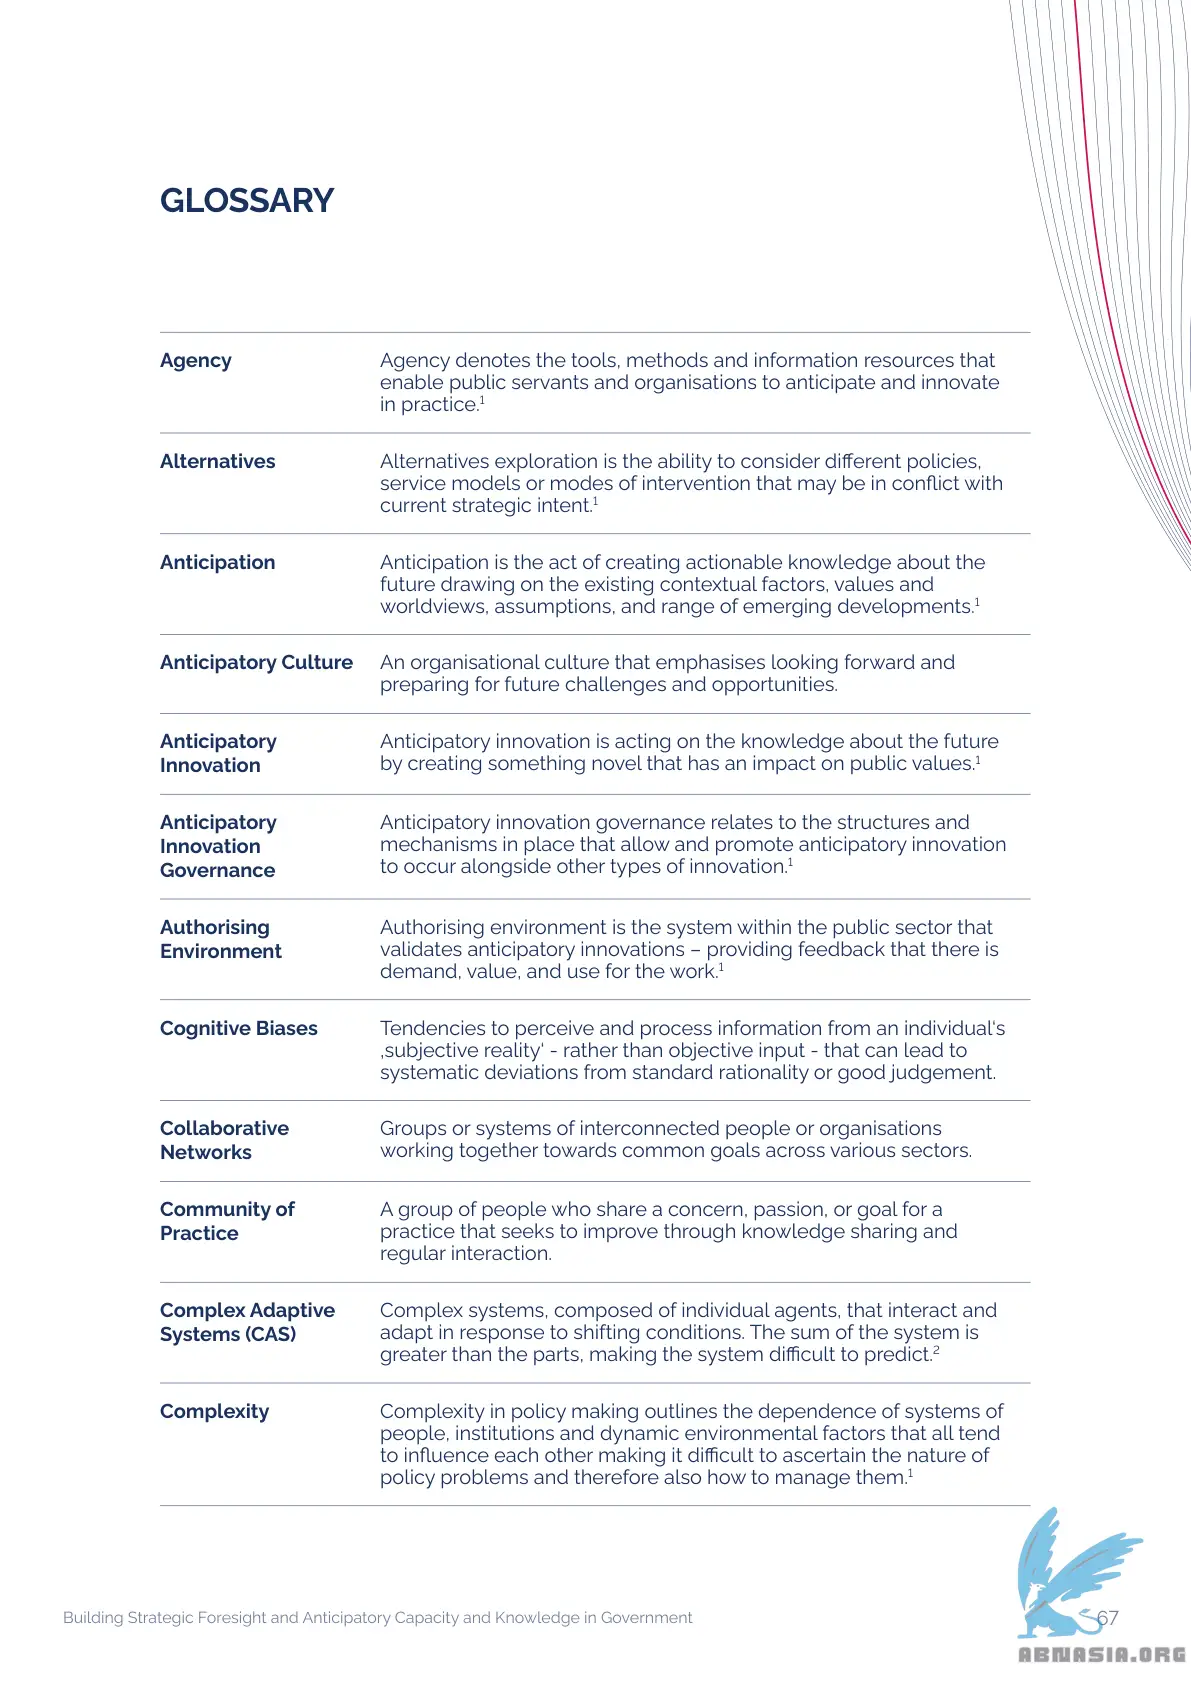 GLOSSARY
Agency
Agency denotes the tools, methods and information resources that
enable public servants and organisations to anticipate and innovate
in practice.¹
Alternatives
Alternatives exploration is the ability to consider different policies,
service models or modes of intervention that may be in conflict with
current strategic intent.¹
Anticipation
Anticipation is the act of creating actionable knowledge about the
future drawing on the existing contextual factors, values and
worldviews, assumptions, and range of emerging developments.¹
Anticipatory Culture
An organisational culture that emphasises looking forward and
preparing for future challenges and opportunities.
Anticipatory
Innovation
Anticipatory innovation is acting on the knowledge about the future
by creating something novel that has an impact on public values.¹
Anticipatory
Innovation
Governance
Anticipatory innovation governance relates to the structures and
mechanisms in place that allow and promote anticipatory innovation
to occur alongside other types of innovation.¹
Authorising
Environment
Authorising environment is the system within the public sector that
validates anticipatory innovations – providing feedback that there is
demand, value, and use for the work.¹
Cognitive Biases
Tendencies to perceive and process information from an individual‘s
‚subjective reality‘ - rather than objective input - that can lead to
systematic deviations from standard rationality or good judgement.
Collaborative
Networks
Groups or systems of interconnected people or organisations
working together towards common goals across various sectors.
Community of
Practice
A group of people who share a concern, passion, or goal for a
practice that seeks to improve through knowledge sharing and
regular interaction.
Complex Adaptive
Systems (CAS)
Complex systems, composed of individual agents, that interact and
adapt in response to shifting conditions. The sum of the system is
greater than the parts, making the system difficult to predict.²
Complexity
Complexity in policy making outlines the dependence of systems of
people, institutions and dynamic environmental factors that all tend
to influence each other making it difficult to ascertain the nature of
policy problems and therefore also how to manage them.¹
Building Strategic Foresight and Anticipatory Capacity and Knowledge in Government
67
ABNASIA.ORG